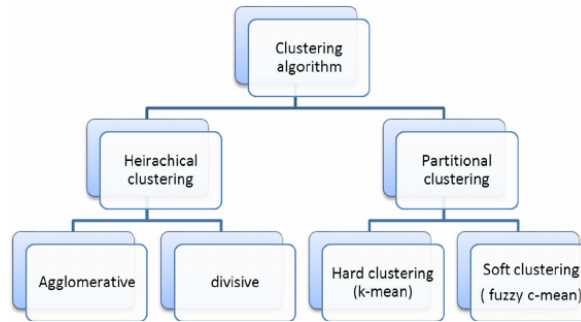 Clustering
algorithm
Heirachical
clustering
Partitional
clustering
Agglomerative
divisive
Hard clustering
(k-mean)
Soft clustering
( fuzzy c-mean)